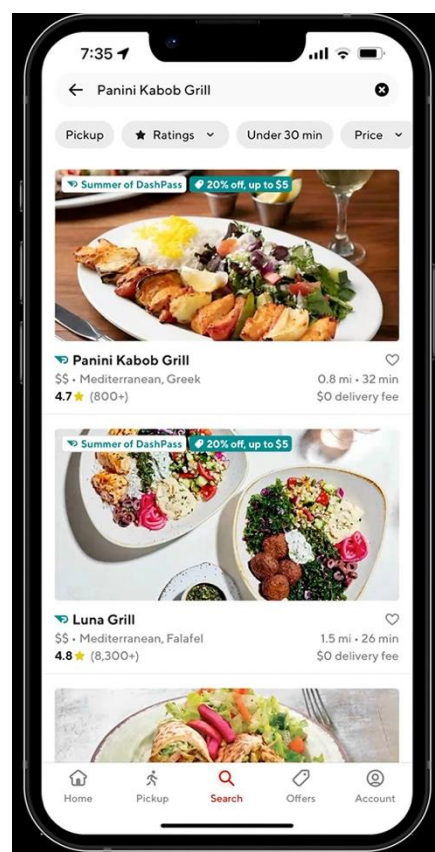 7:35
Panini Kabob Grill
Pickup ★ Ratings Under 30 min Price
Summer of DashPass 20% off, up to $5
Panini Kabob Grill
$$ • Mediterranean, Greek 0.8 mi • 32 min
4.7★ (800+) $0 delivery fee
Summer of DashPass 20% off, up to $5
Luna Grill
$$ • Mediterranean, Falafel 1.5 mi • 26 min
4.8★ (8,300+) $0 delivery fee
Home Pickup Search Offers Account